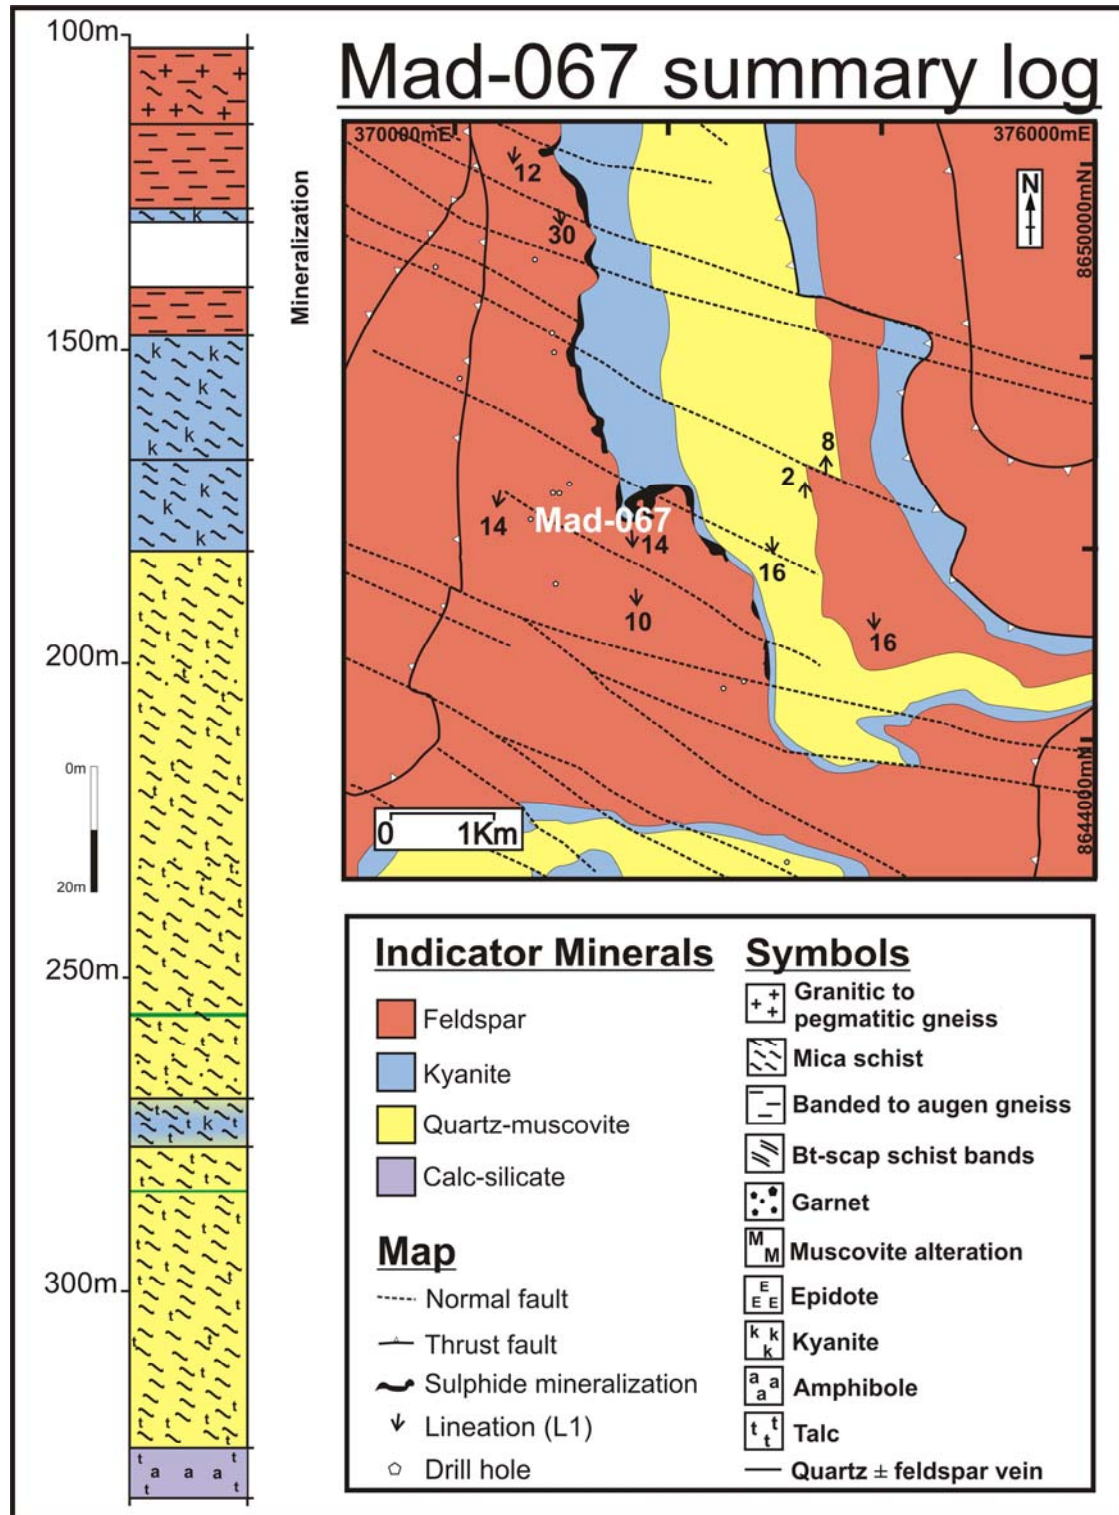 Mad-067 summary log
100m
150m
200m
250m
300m
0m
20m
Mineralization
370000mE
376000mE
N
8650000mN
8644000mN
12
30
8
2
14
Mad-067
14
16
10
16
0 1Km
Indicator Minerals
Feldspar
Kyanite
Quartz-muscovite
Calc-silicate
Map
Normal fault
Thrust fault
Sulphide mineralization
Lineation (L1)
Drill hole
Symbols
Granitic to
pegmatitic gneiss
Mica schist
Banded to augen gneiss
Bt-scap schist bands
Garnet
M
M
Muscovite alteration
E
E E
Epidote
k k
k
Kyanite
a a
a
Amphibole
t t
t
Talc
Quartz ± feldspar vein